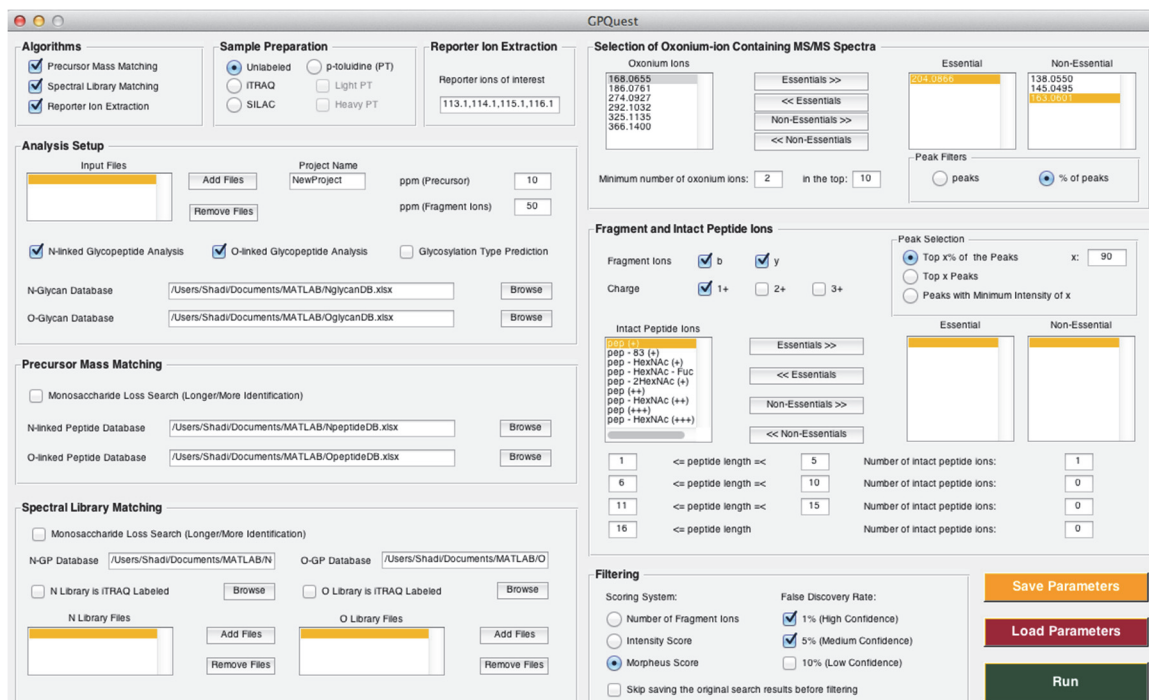 GPQuest
Algorithms
Precursor Mass Matching
Spectral Library Matching
Reporter Ion Extraction
Sample Preparation
Unlabeled p-toluidine (PT)
iTRAQ Light PT
SILAC Heavy PT
Reporter Ion Extraction
Reporter ions of interest
113.1,114.1,115.1,116.1
Analysis Setup
Input Files
Add Files
Remove Files
Project Name
NewProject
ppm (Precursor) 10
ppm (Fragment Ions) 50
N-linked Glycopeptide Analysis O-linked Glycopeptide Analysis Glycosylation Type Prediction
N-Glycan Database /Users/Shadi/Documents/MATLAB/NglycanDB.xlsx Browse
O-Glycan Database /Users/Shadi/Documents/MATLAB/OglycanDB.xlsx Browse
Precursor Mass Matching
Monosaccharide Loss Search (Longer/More Identification)
N-linked Peptide Database /Users/Shadi/Documents/MATLAB/NpeptideDB.xlsx Browse
O-linked Peptide Database /Users/Shadi/Documents/MATLAB/OpeptideDB.xlsx Browse
Spectral Library Matching
Monosaccharide Loss Search (Longer/More Identification)
N-GP Database /Users/Shadi/Documents/MATLAB/N O-GP Database /Users/Shadi/Documents/MATLAB/O
N Library is iTRAQ Labeled Browse O Library is iTRAQ Labeled Browse
N Library Files O Library Files
Add Files Add Files
Remove Files Remove Files
Selection of Oxonium-ion Containing MS/MS Spectra
Oxonium Ions
168.0655
186.0761
274.0927
292.1032
325.1135
366.1400
Essentials >>
<< Essentials
Non-Essentials >>
<< Non-Essentials
Essential
204.0866
Non-Essential
138.0550
145.0495
163.0601
Minimum number of oxonium ions: 2 in the top: 10
Peak Filters
peaks % of peaks
Fragment and Intact Peptide Ions
Fragment Ions b y
Charge 1+ 2+ 3+
Peak Selection
Top x% of the Peaks x: 90
Top x Peaks
Peaks with Minimum Intensity of x
Intact Peptide Ions
pep (+)
pep - 83 (+)
pep - HexNAc (+)
pep - HexNAc - Fuc
pep - 2HexNAc (+)
pep (++)
pep - HexNAc (++)
pep (+++)
pep - HexNAc (+++)
Essentials >>
<< Essentials
Non-Essentials >>
<< Non-Essentials
Essential Non-Essential
1 <= peptide length =< 5 Number of intact peptide ions: 1
6 <= peptide length =< 10 Number of intact peptide ions: 0
11 <= peptide length =< 15 Number of intact peptide ions: 0
16 <= peptide length Number of intact peptide ions: 0
Filtering
Scoring System: False Discovery Rate:
Number of Fragment Ions 1% (High Confidence)
Intensity Score 5% (Medium Confidence)
Morpheus Score 10% (Low Confidence)
Skip saving the original search results before filtering
Save Parameters
Load Parameters
Run